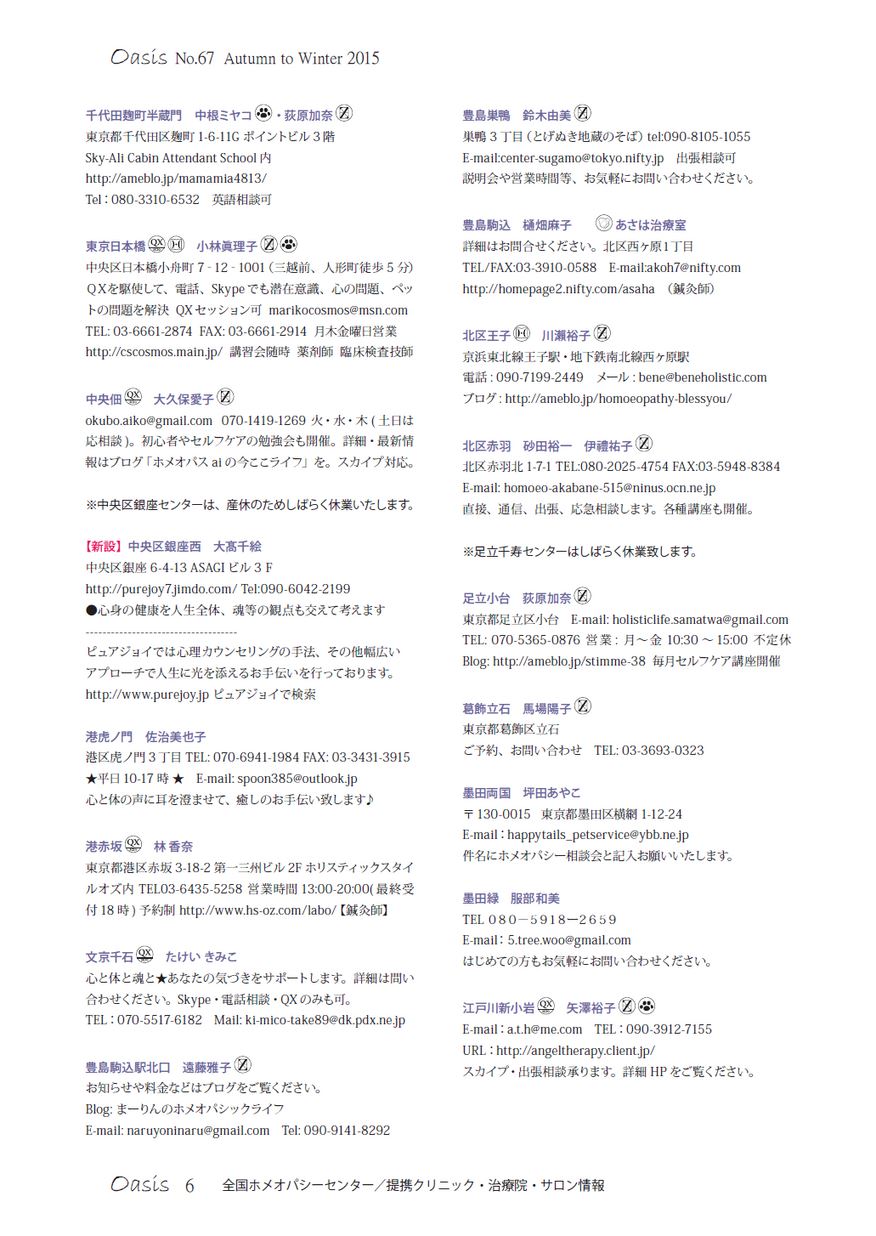 Oasis No.67 Autumn to Winter 2015
千代田麹町半蔵門　中根ミヤコ・荻原加奈 Z
東京都千代田区麹町 1-6-11G ポイントビル 3 階
Sky-Ali Cabin Attendant School 内
http://ameblo.jp/mamamia4813/
Tel：080-3310-6532　英語相談可
東京日本橋 QX H　小林眞理子 Z
中央区日本橋小舟町 7‐12‐1001（三越前、人形町徒歩 5 分）
ＱＸを駆使して、電話、Skype でも潜在意識、心の問題、ペッ
トの問題を解決 QX セッション可 marikocosmos@msn.com
TEL: 03-6661-2874 FAX: 03-6661-2914 月木金曜日営業
http://cscosmos.main.jp/ 講習会随時 薬剤師 臨床検査技師
中央佃 QX　大久保愛子 Z
okubo.aiko@gmail.com 070-1419-1269 火・水・木 ( 土日は
応相談 )。初心者やセルフケアの勉強会も開催。詳細・最新情
報はブログ「ホメオパス ai の今ここライフ」を。スカイプ対応。
※中央区銀座センターは、産休のためしばらく休業いたします。
【新設】中央区銀座西　大髙千絵
中央区銀座 6-4-13 ASAGI ビル 3 F
http://purejoy7.jimdo.com/ Tel:090-6042-2199
●心身の健康を人生全体、魂等の観点も交えて考えます
------------------------------------
ピュアジョイでは心理カウンセリングの手法、その他幅広い
アプローチで人生に光を添えるお手伝いを行っております。
http://www.purejoy.jp ピュアジョイで検索
港虎ノ門　佐治美也子
港区虎ノ門 3 丁目 TEL: 070-6941-1984 FAX: 03-3431-3915
★平日 10-17 時 ★　E-mail: spoon385@outlook.jp
心と体の声に耳を澄ませて、癒しのお手伝い致します♪
港赤坂 QX　林 香奈
東京都港区赤坂 3-18-2 第一三州ビル 2F ホリスティックスタイ
ルオズ内 TEL03-6435-5258 営業時間 13:00-20:00( 最終受
付 18 時 ) 予約制 http://www.hs-oz.com/labo/【鍼灸師】
文京千石 QX　たけい きみこ
心と体と魂と★あなたの気づきをサポートします。詳細は問い
合わせください。Skype・電話相談・QX のみも可。
TEL：070-5517-6182　Mail: ki-mico-take89@dk.pdx.ne.jp
豊島駒込駅北口　遠藤雅子 Z
お知らせや料金などはブログをご覧ください。
Blog: まーりんのホメオパシックライフ
E-mail: naruyoninaru@gmail.com　Tel: 090-9141-8292
豊島巣鴨　鈴木由美 Z
巣鴨 3 丁目（とげぬき地蔵のそば）tel:090-8105-1055
E-mail:center-sugamo@tokyo.nifty.jp　出張相談可
説明会や営業時間等、お気軽にお問い合わせください。
豊島駒込　樋畑麻子　あさは治療室
詳細はお問合せください。北区西ヶ原1丁目
TEL/FAX:03-3910-0588　E-mail:akoh7@nifty.com
http://homepage2.nifty.com/asaha　（鍼灸師）
北区王子 H　川瀬裕子 Z
京浜東北線王子駅・地下鉄南北線西ヶ原駅
電話 : 090-7199-2449　メール : bene@beneholistic.com
ブログ : http://ameblo.jp/homoeopathy-blessyou/
北区赤羽　砂田裕一　伊禮祐子 Z
北区赤羽北 1-7-1 TEL:080-2025-4754 FAX:03-5948-8384
E-mail: homoeo-akabane-515@ninus.ocn.ne.jp
直接、通信、出張、応急相談します。各種講座も開催。
※足立千寿センターはしばらく休業致します。
足立小台　荻原加奈 Z
東京都足立区小台　E-mail: holisticlife.samatwa@gmail.com
TEL: 070-5365-0876 営業 : 月～金 10:30 ～ 15:00 不定休
Blog: http://ameblo.jp/stimme-38 毎月セルフケア講座開催
葛飾立石　馬場陽子 Z
東京都葛飾区立石
ご予約、お問い合わせ　TEL: 03-3693-0323
墨田両国　坪田あやこ
〒 130-0015　東京都墨田区横網 1-12-24
E-mail：happytails_petservice@ybb.ne.jp
件名にホメオパシー相談会と記入お願いいたします。
墨田緑　服部和美
TEL ０８０－５９１８ー２６５９
E-mail：5.tree.woo@gmail.com
はじめての方もお気軽にお問い合わせください。
江戸川新小岩 QX　矢澤裕子 Z
E-mail：a.t.h@me.com　TEL：090-3912-7155
URL：http://angeltherapy.client.jp/
スカイプ・出張相談承ります。詳細 HP をご覧ください。
Oasis 6　全国ホメオパシーセンター／提携クリニック・治療院・サロン情報